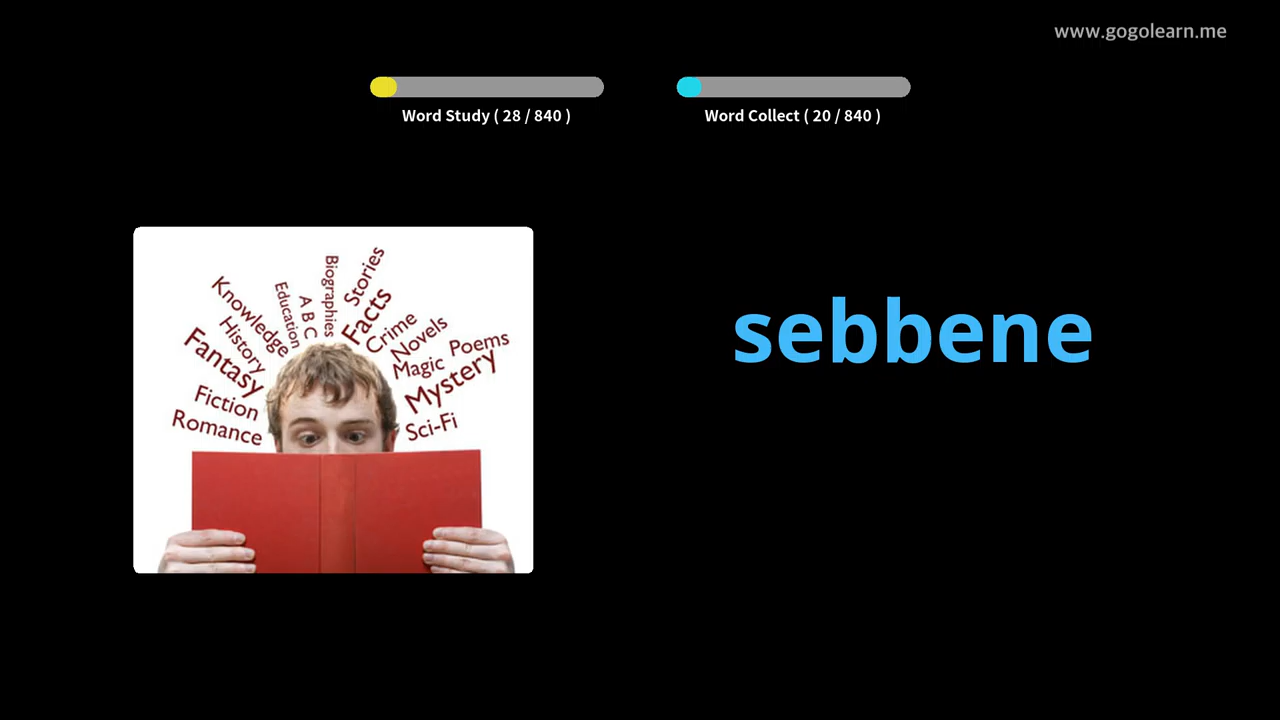 www.gogolearn.me
Word Study ( 28 / 840 )
Word Collect ( 20 / 840 )
sebbene
Stories
Biographies
Facts
A B C
Education
Knowledge
Crime
Novels
History
Poems
Fantasy
Magic
Mystery
Fiction
Romance
Sci-Fi